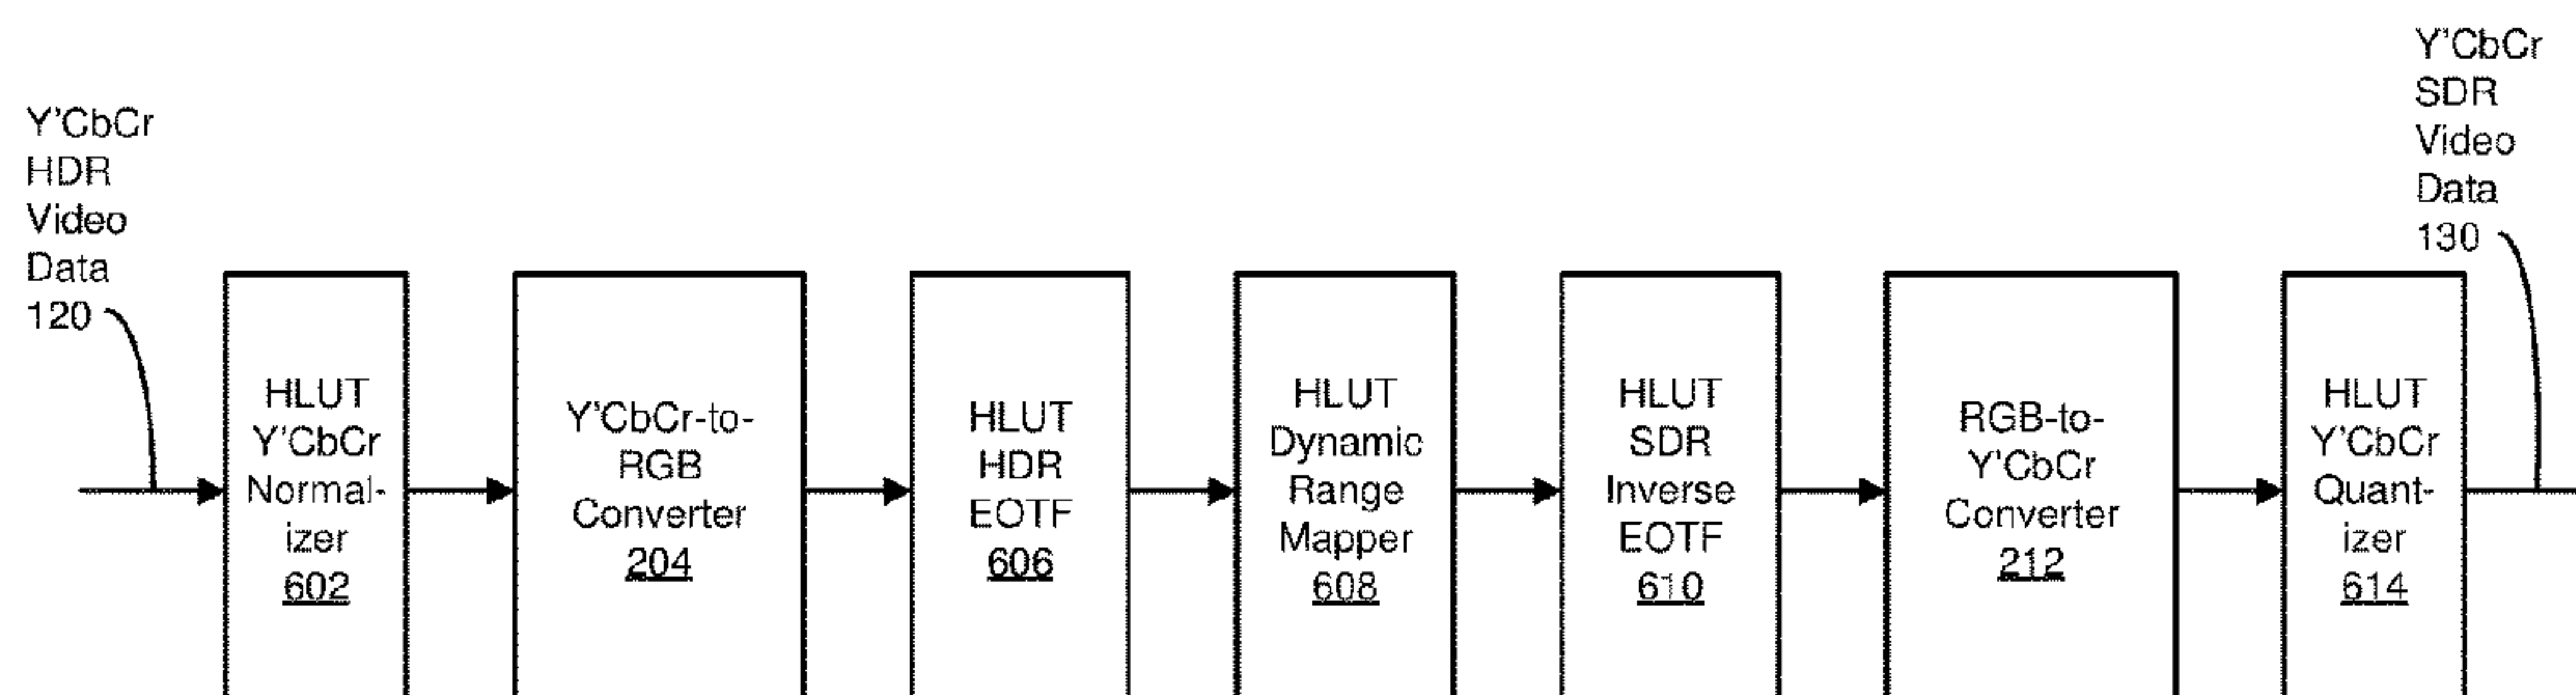 Y'CbCr
HDR
Video
Data
120
HLUT
Y'CbCr
Normal-
izer
602
Y'CbCr-to-
RGB
Converter
204
HLUT
HDR
EOTF
606
HLUT
Dynamic
Range
Mapper
608
HLUT
SDR
Inverse
EOTF
610
RGB-to-
Y'CbCr
Converter
212
HLUT
Y'CbCr
Quant-
izer
614
Y'CbCr
SDR
Video
Data
130